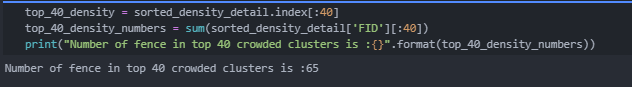 top_40_density = sorted_density_detail.index[:40]
top_40_density_numbers = sum(sorted_density_detail['FID'][:40])
print("Number of fence in top 40 crowded clusters is :{}".format(top_40_density_numbers))
Number of fence in top 40 crowded clusters is :65